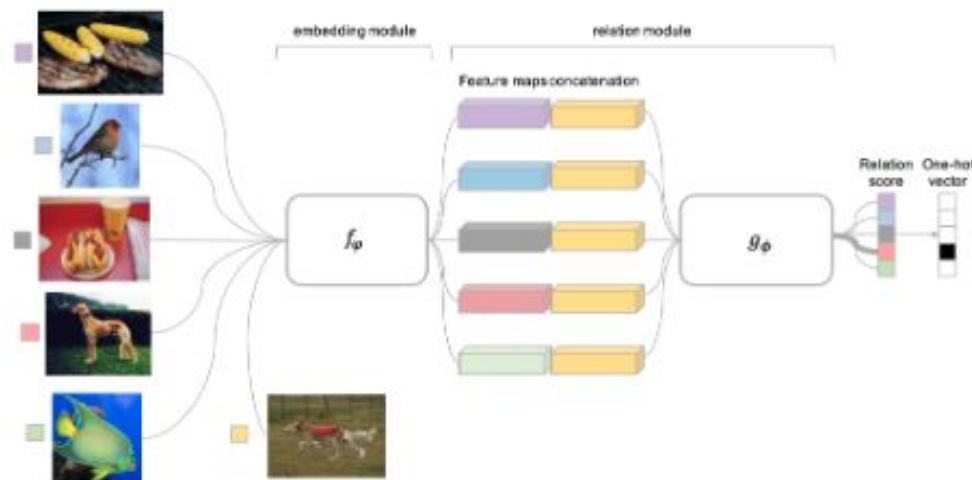 embedding module
relation module
Feature maps concatenation
Relation score
One-hot vector
fφ
gϕ